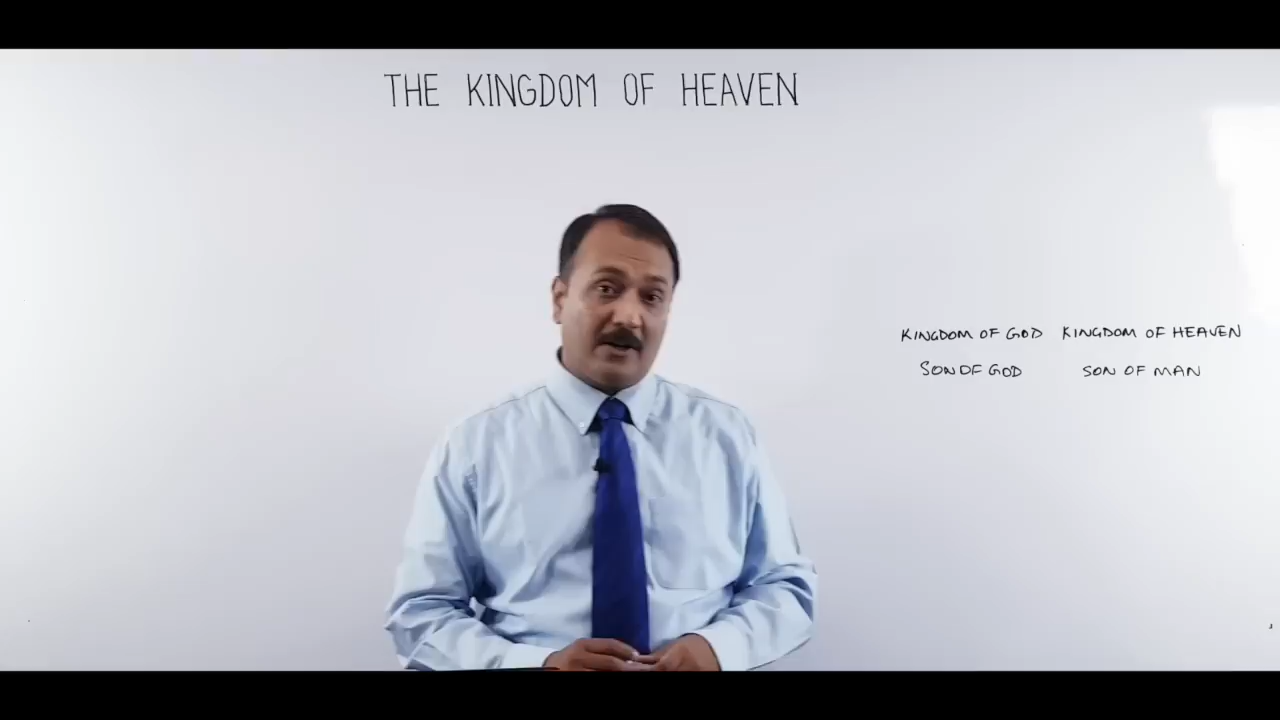 THE KINGDOM OF HEAVEN
KINGDOM OF GOD KINGDOM OF HEAVEN
SON OF GOD SON OF MAN